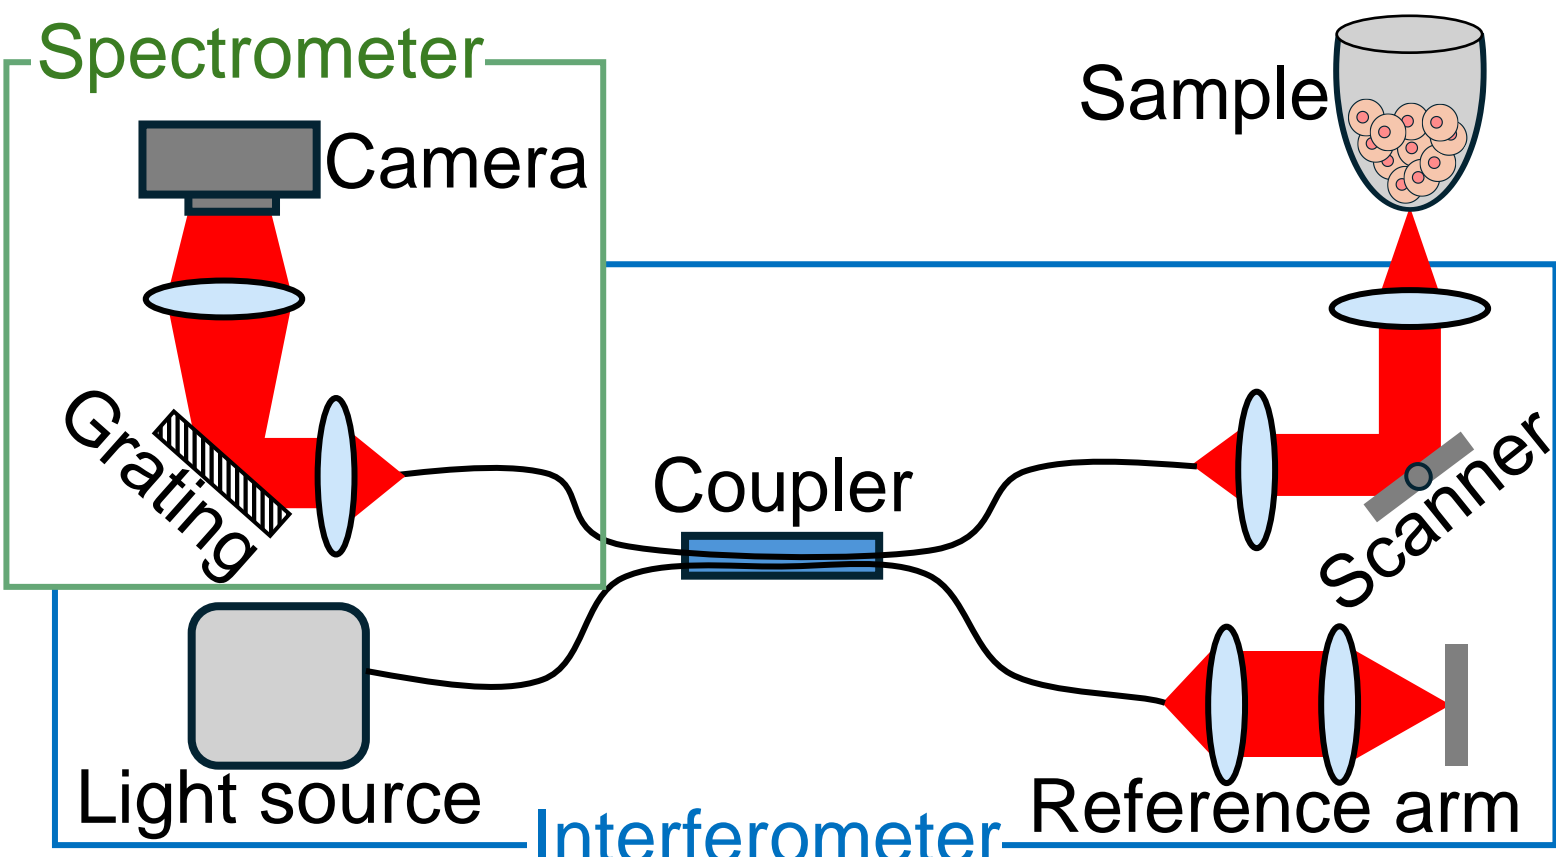 Spectrometer
Sample
Camera
Grating
Coupler
Scanner
Light source
Reference arm
Interferometer